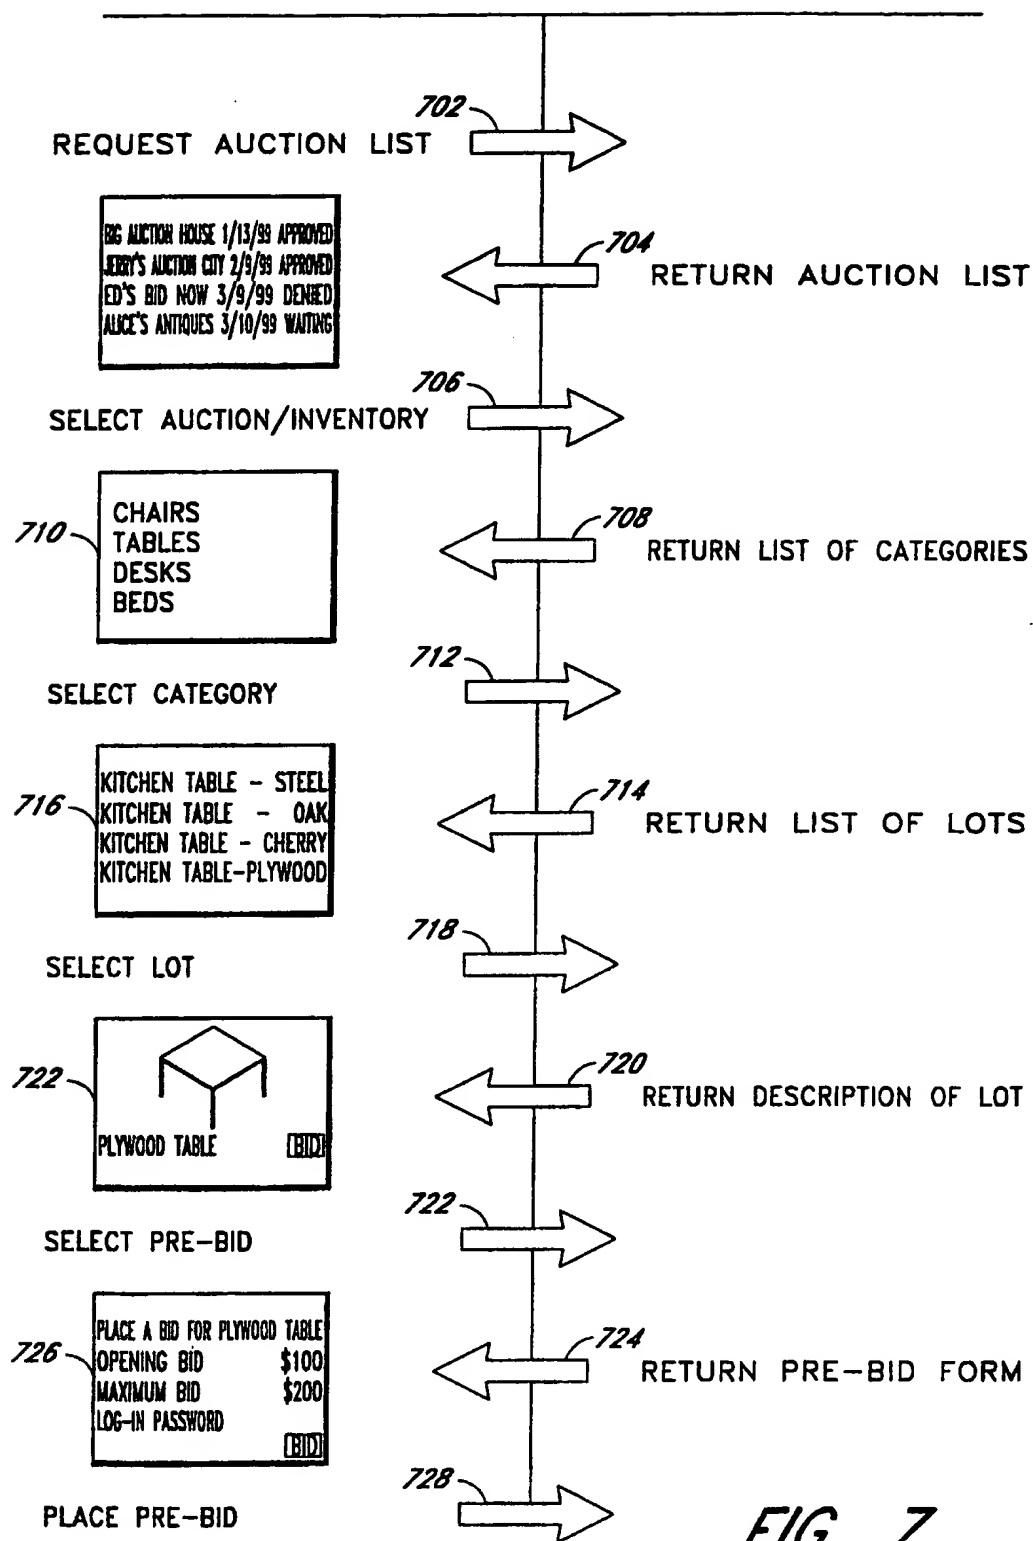 702
REQUEST AUCTION LIST
BIG AUCTION HOUSE 1/13/99 APPROVED
JERRY'S AUCTION CITY 2/9/99 APPROVED
ED'S BID NOW 3/9/99 DENIED
ALICE'S ANTIQUES 3/10/99 WAITING
704
RETURN AUCTION LIST
706
SELECT AUCTION/INVENTORY
710
CHAIRS
TABLES
DESKS
BEDS
708
RETURN LIST OF CATEGORIES
712
SELECT CATEGORY
716
KITCHEN TABLE - STEEL
KITCHEN TABLE - OAK
KITCHEN TABLE - CHERRY
KITCHEN TABLE-PLYWOOD
714
RETURN LIST OF LOTS
718
SELECT LOT
722
PLYWOOD TABLE BID
720
RETURN DESCRIPTION OF LOT
722
SELECT PRE-BID
726
PLACE A BID FOR PLYWOOD TABLE
OPENING BID $100
MAXIMUM BID $200
LOG-IN PASSWORD
BID
724
RETURN PRE-BID FORM
728
PLACE PRE-BID
FIG. 7